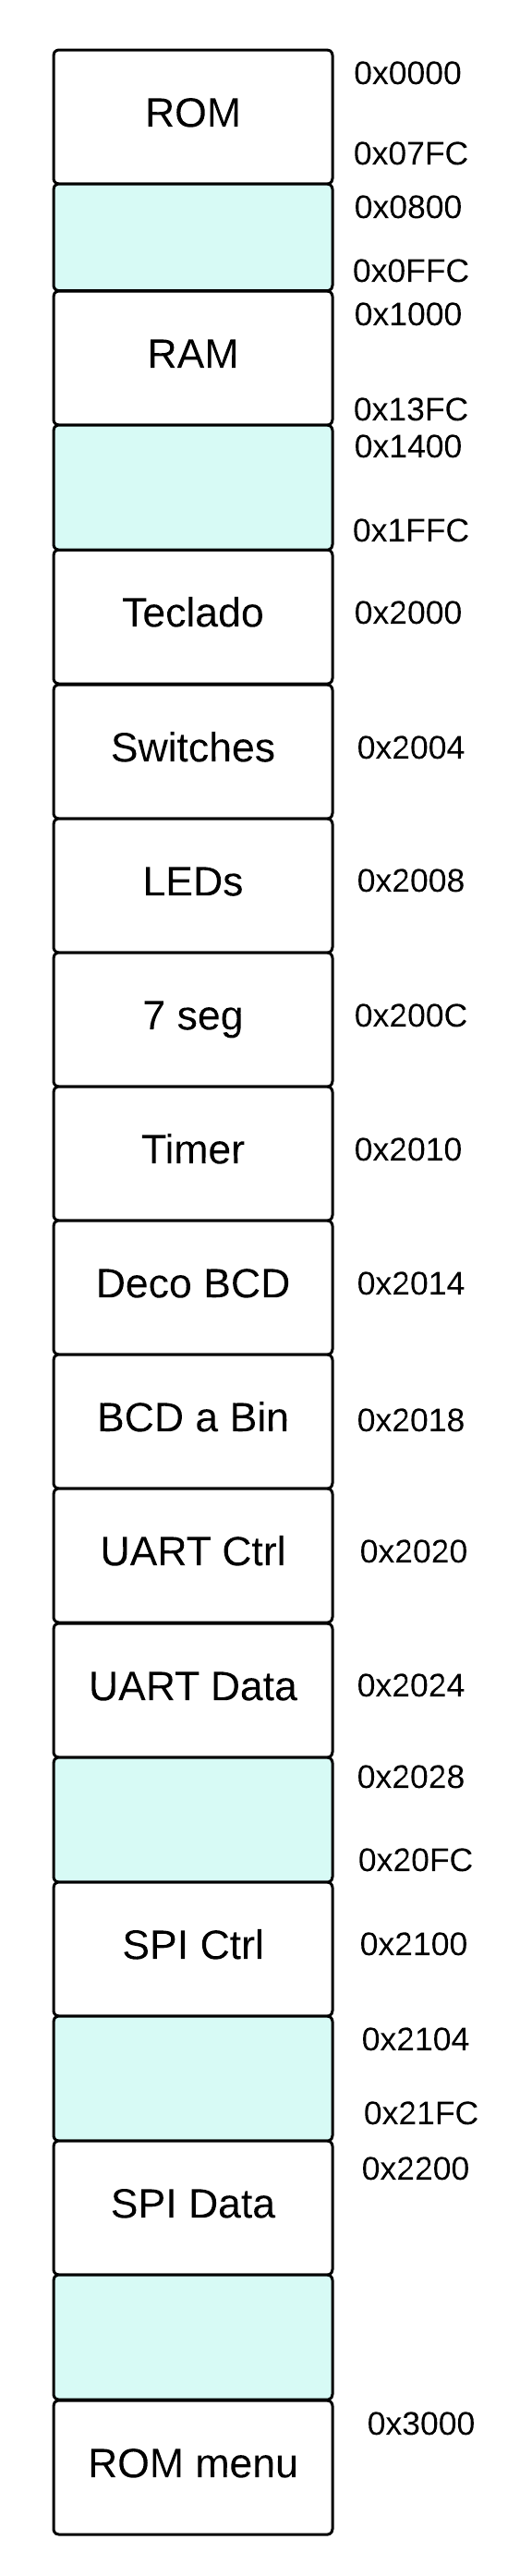 0x0000
ROM
0x07FC
0x0800
0x0FFC
0x1000
RAM
0x13FC
0x1400
0x1FFC
Teclado 0x2000
Switches 0x2004
LEDs 0x2008
7 seg 0x200C
Timer 0x2010
Deco BCD 0x2014
BCD a Bin 0x2018
UART Ctrl 0x2020
UART Data 0x2024
0x2028
0x20FC
SPI Ctrl 0x2100
0x2104
0x21FC
0x2200
SPI Data
0x3000
ROM menu